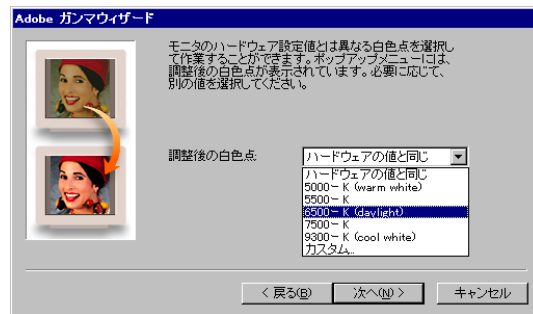 Adobe ガンマウィザード
モニタのハードウェア設定値とは異なる白色点を選択し
て作業することができます。ポップアップメニューには、
調整後の白色点が表示されています。必要に応じて、
別の値を選択してください。
調整後の白色点:
ハードウェアの値と同じ
ハードウェアの値と同じ
5000ー K (warm white)
5500ー K
6500ー K (daylight)
7500ー K
9300ー K (cool white)
カスタム...
< 戻る(B)
次へ(N) >
キャンセル